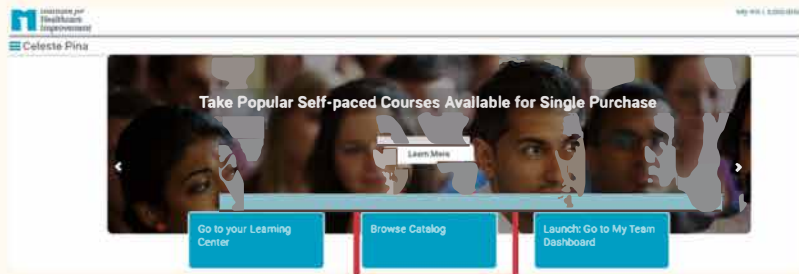 Institute for
Healthcare
Improvement
Celeste Pina
Take Popular Self-paced Courses Available for Single Purchase
Learn More
Go to your Learning
Center
Browse Catalog
Launch: Go to My Team
Dashboard